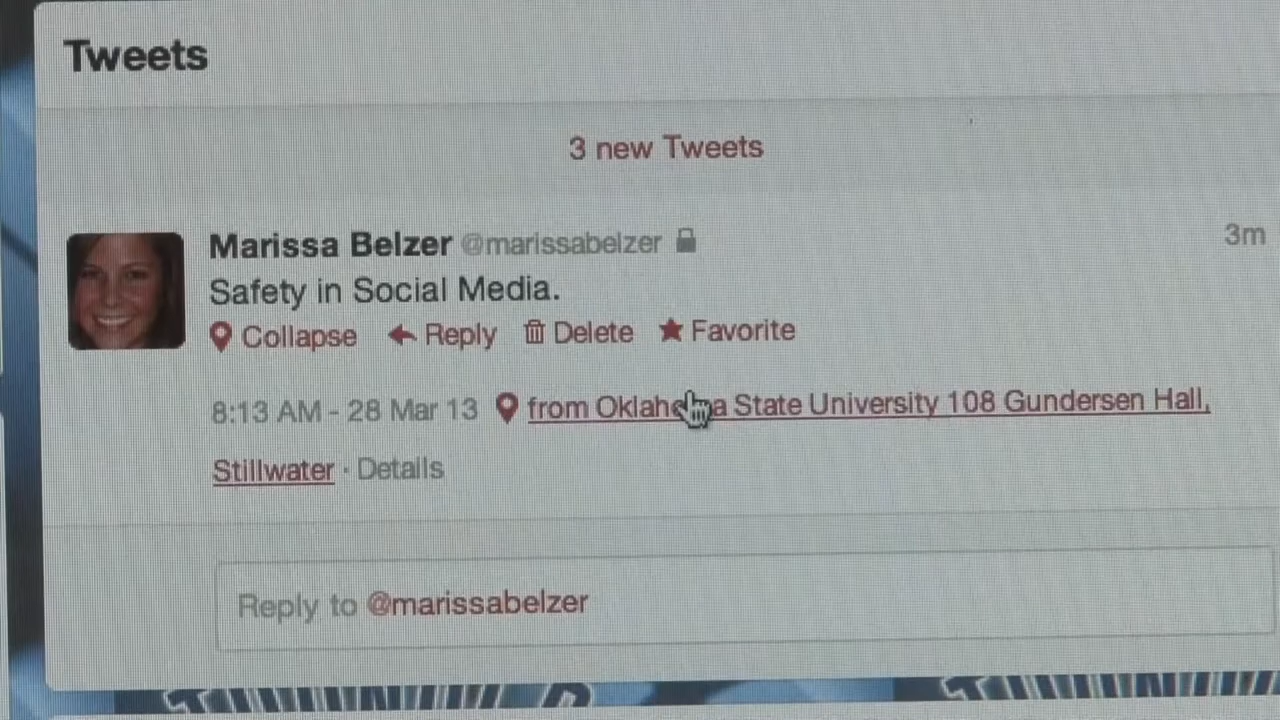 Tweets
3 new Tweets
Marissa Belzer @marissabelzer 3m
Safety in Social Media.
Collapse Reply Delete Favorite
8:13 AM - 28 Mar 13 from Oklahoma State University 108 Gundersen Hall,
Stillwater · Details
Reply to @marissabelzer